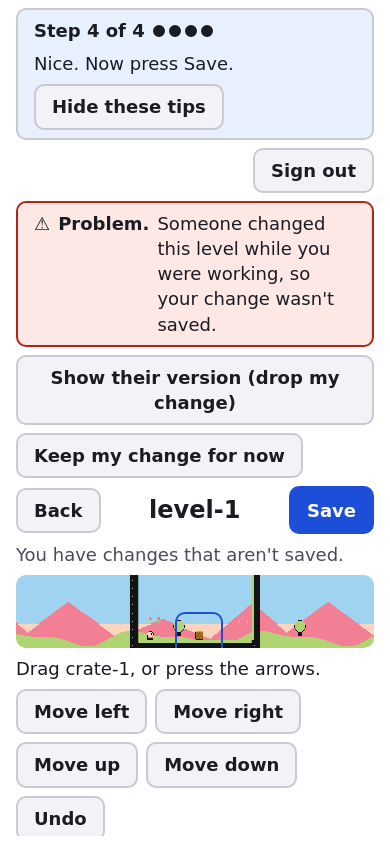 Step 4 of 4
Nice. Now press Save.
Hide these tips
Sign out
⚠ Problem. Someone changed
this level while you
were working, so
your change wasn't
saved.
Show their version (drop my
change)
Keep my change for now
Back level-1 Save
You have changes that aren't saved.
Drag crate-1, or press the arrows.
Move left Move right
Move up Move down
Undo